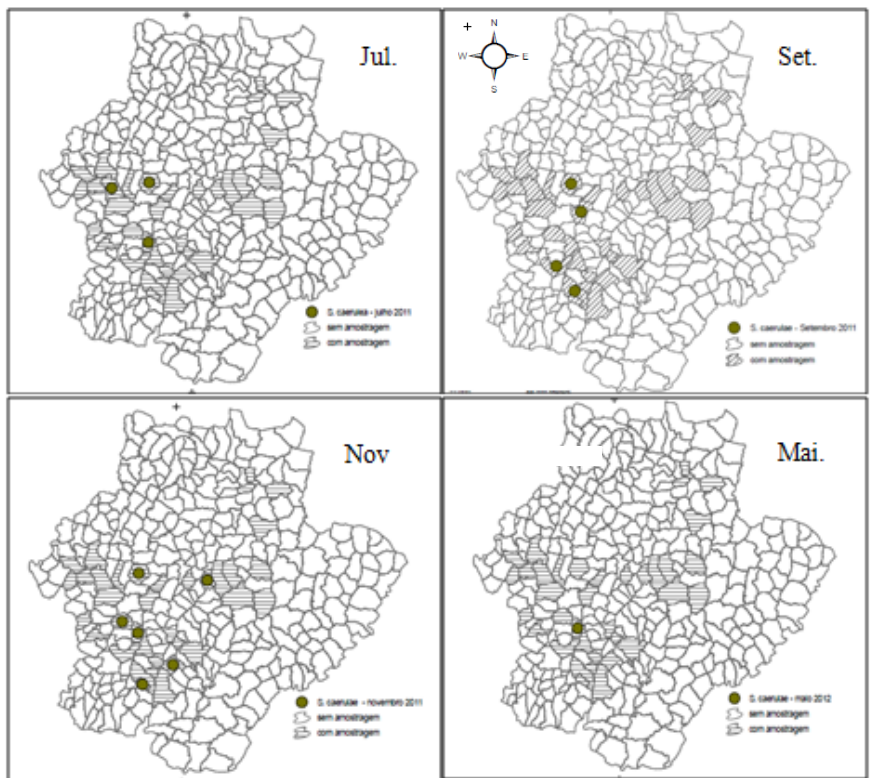 Jul.
S. caerulea - julho 2011
sem amostragem
com amostragem
N
W E
S
Set.
S. caerulae - Setembro 2011
sem amostragem
com amostragem
Nov
S. caerulae - novembro 2011
sem amostragem
com amostragem
Mai.
S. caerulae - maio 2012
sem amostragem
com amostragem